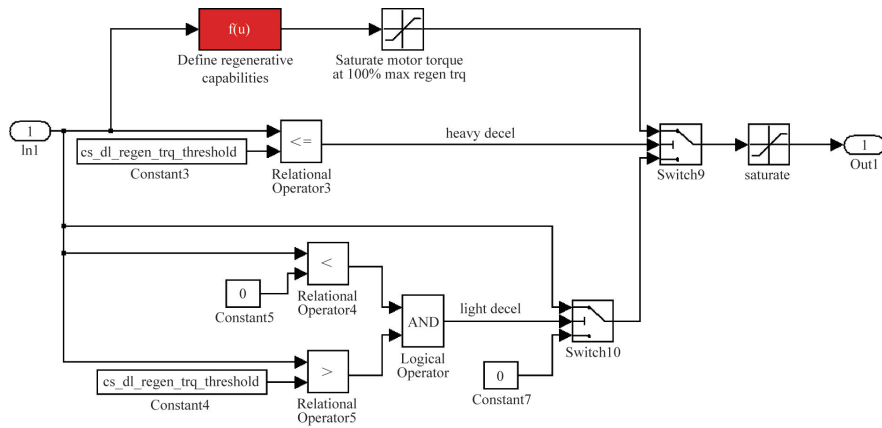 f(u)
Define regenerative
capabilities
Saturate motor torque
at 100% max regen trq
1
In1
cs_dl_regen_trq_threshold
Constant3
<=
Relational
Operator3
heavy decel
Switch9
saturate
1
Out1
0
Constant5
<
Relational
Operator4
AND
Logical
Operator
light decel
Switch10
cs_dl_regen_trq_threshold
Constant4
>
Relational
Operator5
0
Constant7